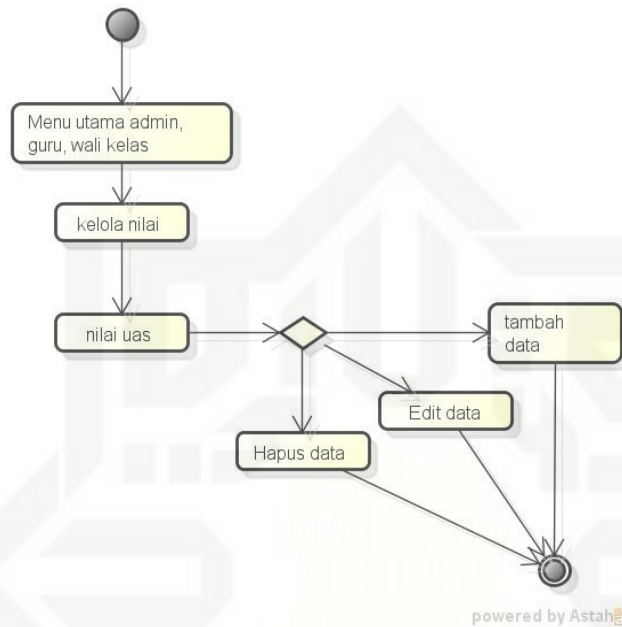 Menu utama admin,
guru, wali kelas
kelola nilai
nilai uas
tambah
data
Edit data
Hapus data
powered by Astah